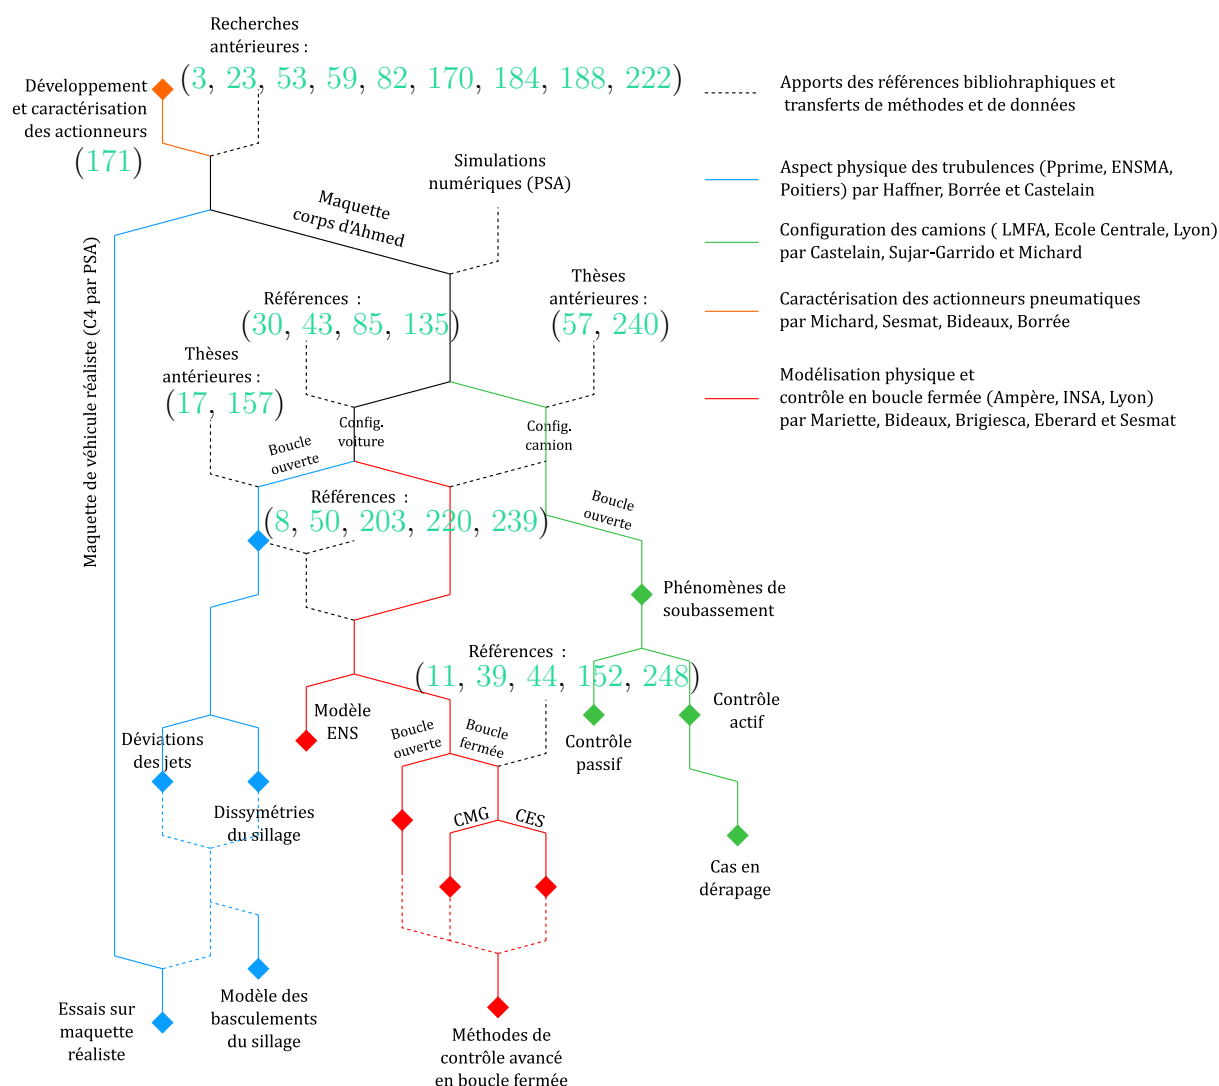 Recherches
antérieures :
(3, 23, 53, 59, 82, 170, 184, 188, 222)
Développement
et caractérisation
des actionneurs
(171)
Simulations
numériques (PSA)
Maquette
corps d'Ahmed
Maquette de véhicule réaliste (C4 par PSA)
Références :
(30, 43, 85, 135)
Thèses
antérieures :
(57, 240)
Thèses
antérieures :
(17, 157)
Config.
voiture
Config.
camion
Boucle
ouverte
Références :
(8, 50, 203, 220, 239)
Boucle
ouverte
Phénomènes de
soubassement
Références :
(11, 39, 44, 152, 248)
Modèle
ENS
Boucle
ouverte
Boucle
fermée
Contrôle
passif
Contrôle
actif
Déviations
des jets
Dissymétries
du sillage
CMG
CES
Cas en
dérapage
Essais sur
maquette
réaliste
Modèle des
basculements
du sillage
Méthodes de
contrôle avancé
en boucle fermée
Apports des références bibliohraphiques et
transferts de méthodes et de données
Aspect physique des trubulences (Pprime, ENSMA,
Poitiers) par Haffner, Borrée et Castelain
Configuration des camions ( LMFA, Ecole Centrale, Lyon)
par Castelain, Sujar-Garrido et Michard
Caractérisation des actionneurs pneumatiques
par Michard, Sesmat, Bideaux, Borrée
Modélisation physique et
contrôle en boucle fermée (Ampère, INSA, Lyon)
par Mariette, Bideaux, Brigiesca, Eberard et Sesmat